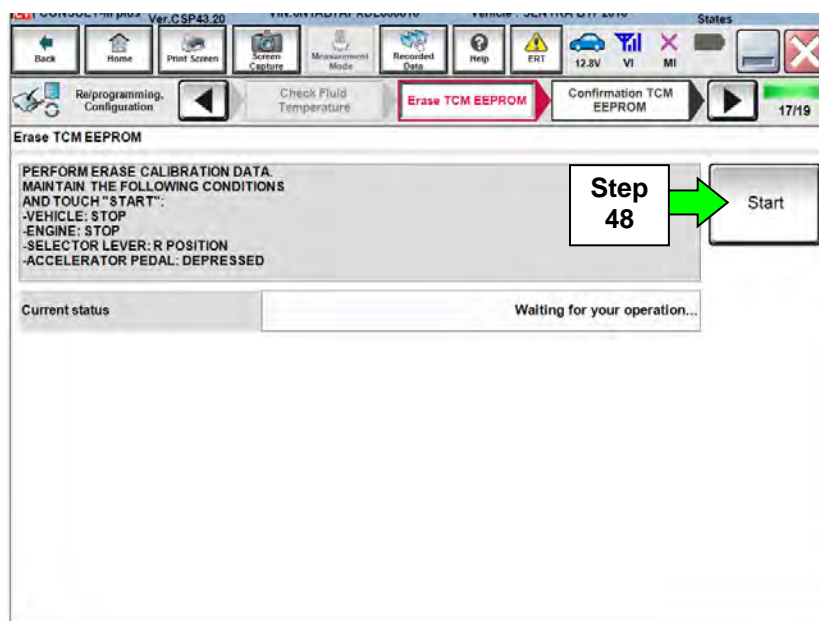 Ver.CSP43.20
States
Back
Home
Print Screen
Screen Capture
Measurement Mode
Recorded Data
Help
ERT
12.8V
VI
MI
Re/programming, Configuration
Check Fluid Temperature
Erase TCM EEPROM
Confirmation TCM EEPROM
17/19
Erase TCM EEPROM
PERFORM ERASE CALIBRATION DATA.
MAINTAIN THE FOLLOWING CONDITIONS
AND TOUCH "START":
-VEHICLE: STOP
-ENGINE: STOP
-SELECTOR LEVER: R POSITION
-ACCELERATOR PEDAL: DEPRESSED
Step
48
Start
Current status
Waiting for your operation...